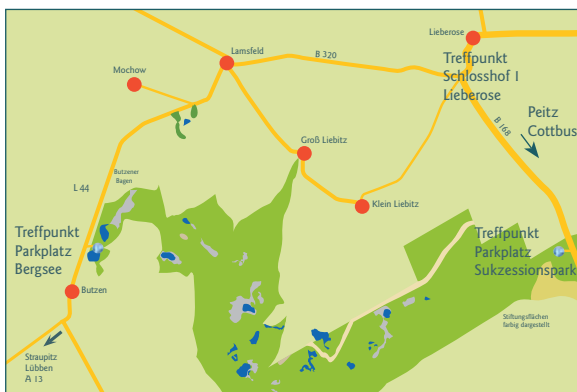 Lieberose
Lamsfeld
B 320
Treffpunkt
Schlosshof I
Lieberose
Mochow
Peitz
Cottbus
B 168
Groß Liebitz
Butzener
Bagen
L 44
Klein Liebitz
Treffpunkt
Parkplatz
Bergsee
Treffpunkt
Parkplatz
Sukzessionspark
Butzen
Stiftungsflächen
farbig dargestellt
Straupitz
Lübben
A 13